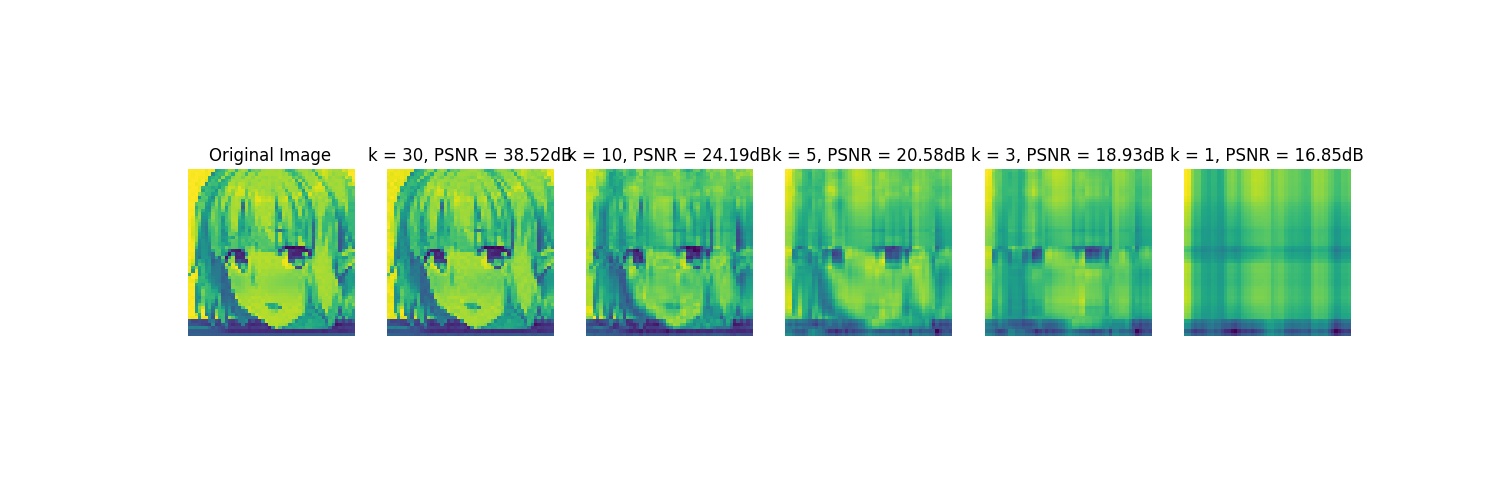 Original Image
k = 30, PSNR = 38.52dB
k = 10, PSNR = 24.19dB
k = 5, PSNR = 20.58dB
k = 3, PSNR = 18.93dB
k = 1, PSNR = 16.85dB